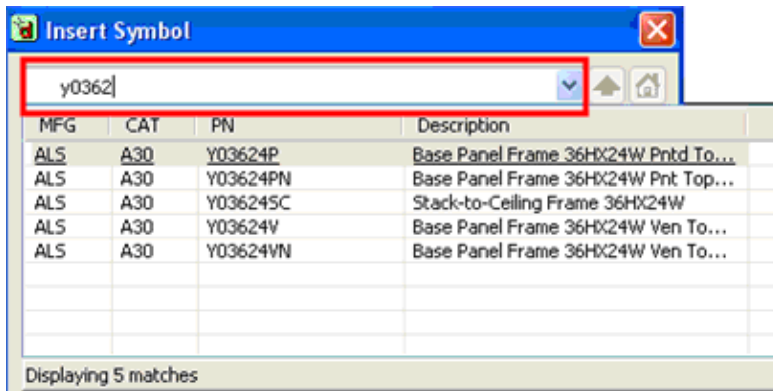 Insert Symbol
y0362
MFG CAT PN Description
ALS A30 Y03624P Base Panel Frame 36HX24W Pntd To...
ALS A30 Y03624PN Base Panel Frame 36HX24W Pnt Top...
ALS A30 Y03624SC Stack-to-Ceiling Frame 36HX24W
ALS A30 Y03624V Base Panel Frame 36HX24W Ven To...
ALS A30 Y03624VN Base Panel Frame 36HX24W Ven To...
Displaying 5 matches